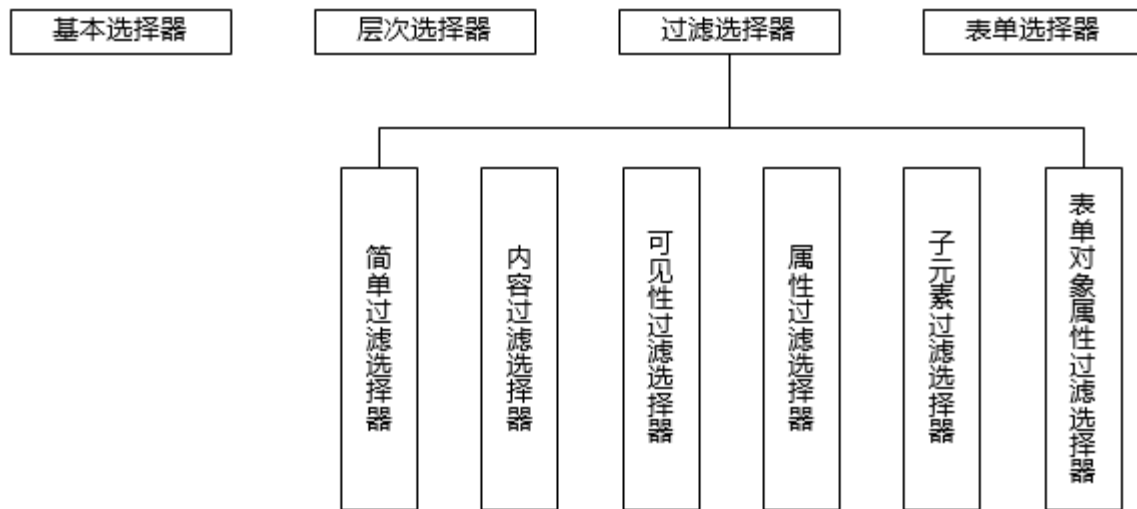 基本选择器
层次选择器
过滤选择器
表单选择器
简单过滤选择器
内容过滤选择器
可见性过滤选择器
属性过滤选择器
子元素过滤选择器
表单对象属性过滤选择器